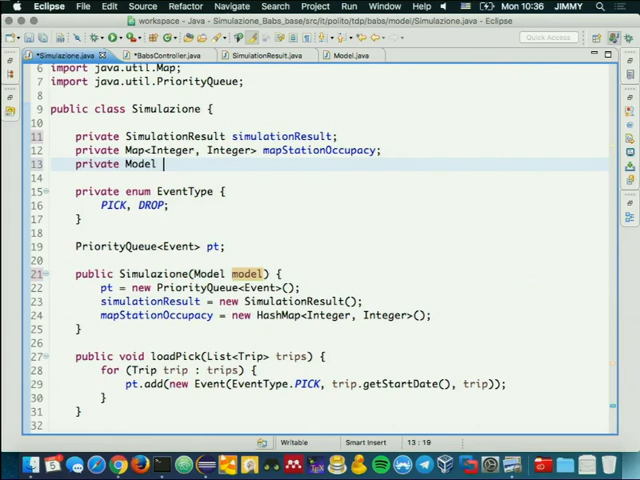 Eclipse File Edit Source Refactor Navigate Search Project Run Window Help Mon 10:36 JIMMY
workspace - Java - Simulazione_Babs_base/src/it/polito/tdp/babs/model/Simulazione.java - Eclipse
Quick Access
*Simulazione.java *BabsController.java SimulationResult.java Model.java
6 import java.util.Map;
7 import java.util.PriorityQueue;
8
9 public class Simulazione {
10
11 private SimulationResult simulationResult;
12 private Map<Integer, Integer> mapStationOccupacy;
13 private Model
14
15 private enum EventType {
16 PICK, DROP;
17 }
18
19 PriorityQueue<Event> pt;
20
21 public Simulazione(Model model) {
22 pt = new PriorityQueue<Event>();
23 simulationResult = new SimulationResult();
24 mapStationOccupacy = new HashMap<Integer, Integer>();
25 }
26
27 public void loadPick(List<Trip> trips) {
28 for (Trip trip : trips) {
29 pt.add(new Event(EventType.PICK, trip.getStartDate(), trip));
30 }
31 }
32
Writable Smart Insert 13 : 19